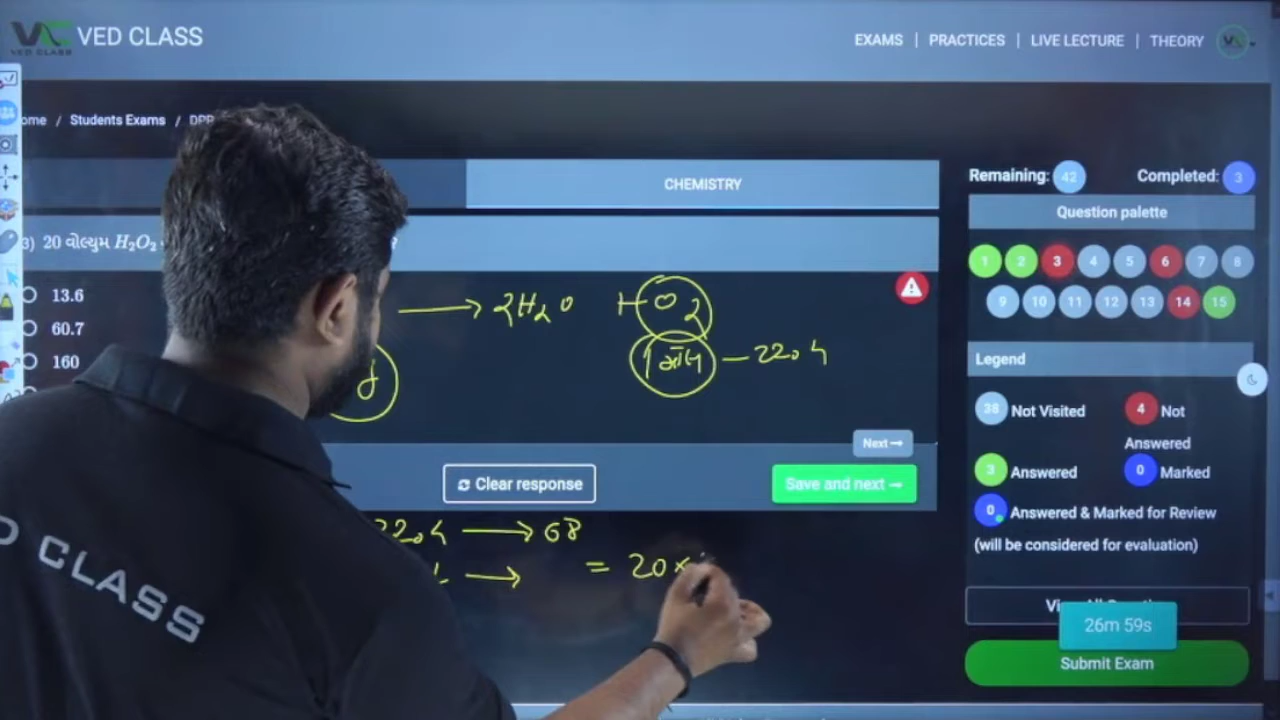 VED CLASS
VED CLASS
EXAMS | PRACTICES | LIVE LECTURE | THEORY
Students Exams /
CHEMISTRY
Remaining: 42 Completed: 3
Question palette
3) 20 વોલ્યુમ H₂O₂
13.6
60.7
160
⟶ 2H₂O + O₂
1 મોલ – 22.4
1 2 3 4 5 6 7 8
9 10 11 12 13 14 15
Legend
38 Not Visited 4 Not Answered
3 Answered 0 Marked
0 Answered & Marked for Review
(will be considered for evaluation)
Next →
Clear response
Save and next →
22.4 ⟶ 68
⟶ = 20 ×
26m 59s
Submit Exam
CLASS